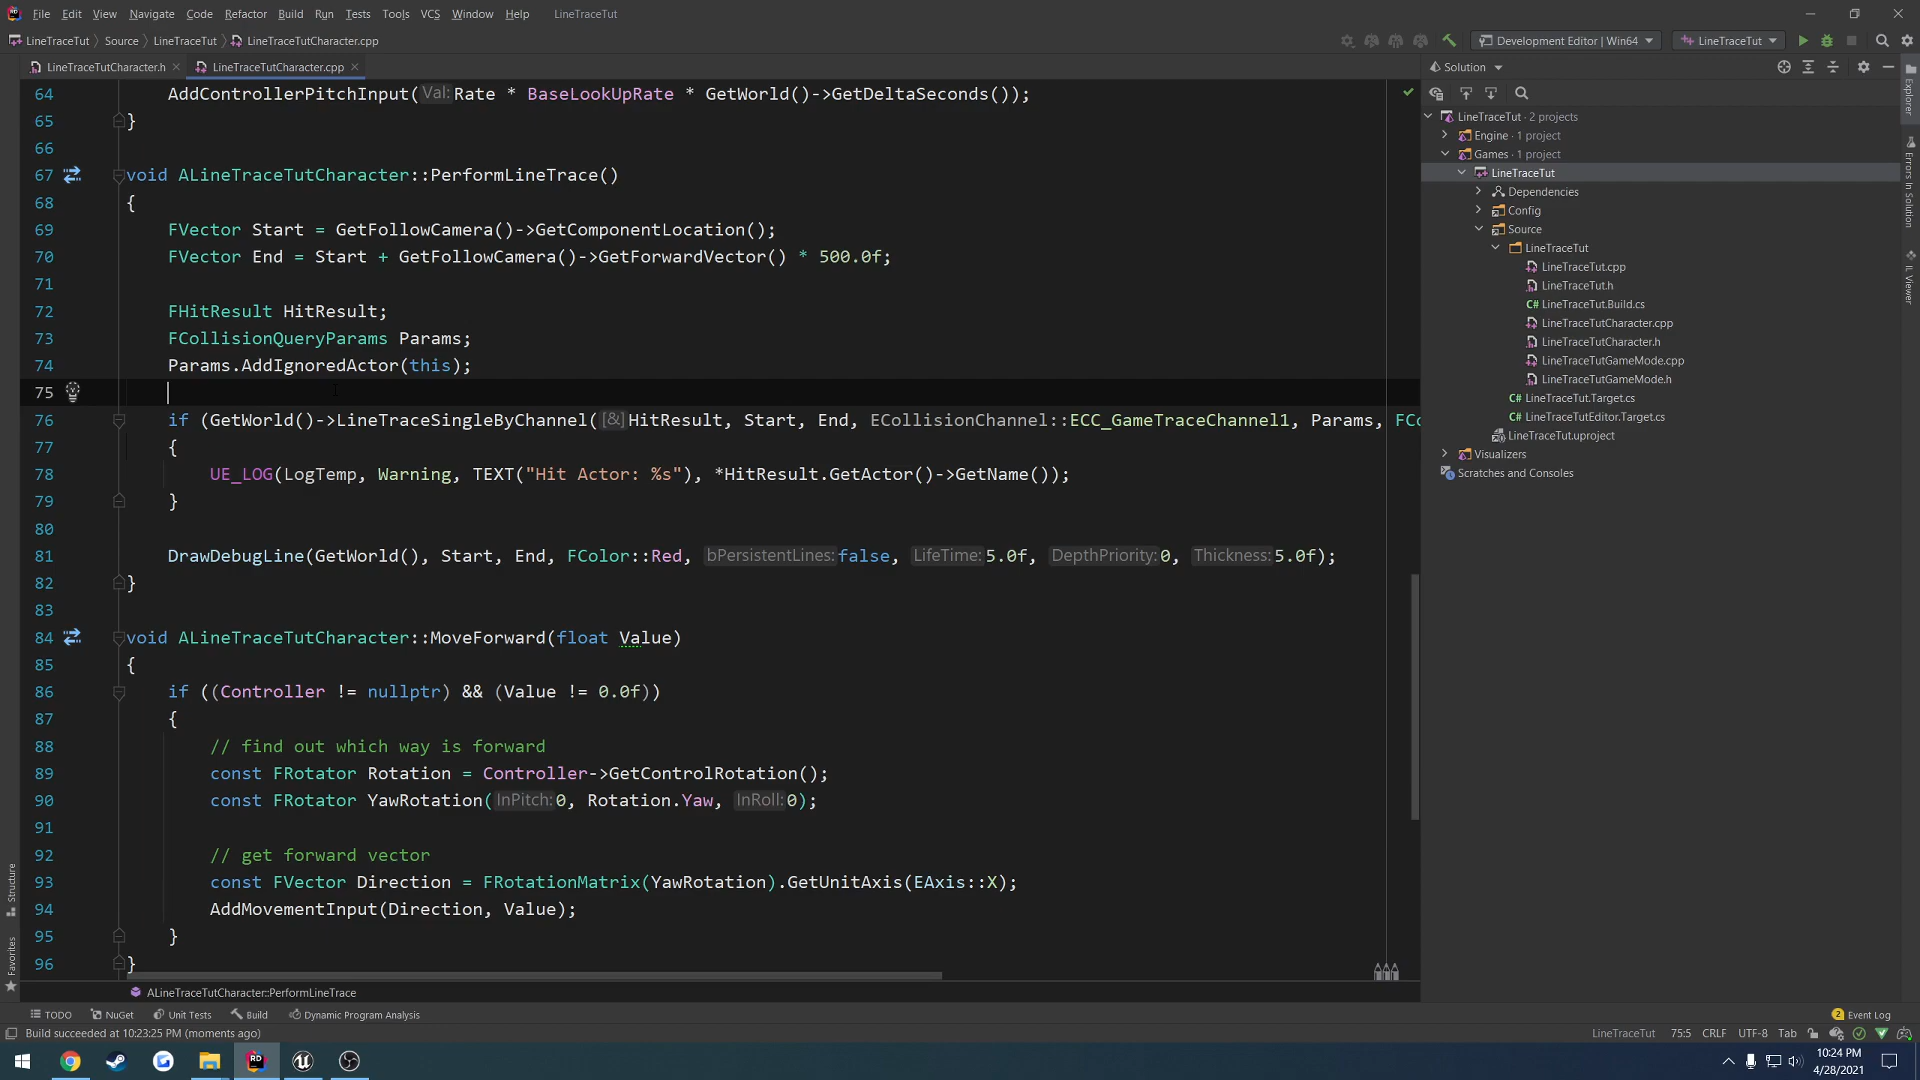 File Edit View Navigate Code Refactor Build Run Tests Tools VCS Window Help LineTraceTut
LineTraceTut Source LineTraceTut LineTraceTutCharacter.cpp Development Editor | Win64 LineTraceTut
LineTraceTutCharacter.h LineTraceTutCharacter.cpp Solution
64 AddControllerPitchInput(Val: Rate * BaseLookUpRate * GetWorld()->GetDeltaSeconds());
65 }
66
67 void ALineTraceTutCharacter::PerformLineTrace()
68 {
69 FVector Start = GetFollowCamera()->GetComponentLocation();
70 FVector End = Start + GetFollowCamera()->GetForwardVector() * 500.0f;
71
72 FHitResult HitResult;
73 FCollisionQueryParams Params;
74 Params.AddIgnoredActor(this);
75
76 if (GetWorld()->LineTraceSingleByChannel([&]HitResult, Start, End, ECollisionChannel::ECC_GameTraceChannel1, Params, FCo
77 {
78 UE_LOG(LogTemp, Warning, TEXT("Hit Actor: %s"), *HitResult.GetActor()->GetName());
79 }
80
81 DrawDebugLine(GetWorld(), Start, End, FColor::Red, bPersistentLines: false, LifeTime: 5.0f, DepthPriority: 0, Thickness: 5.0f);
82 }
83
84 void ALineTraceTutCharacter::MoveForward(float Value)
85 {
86 if ((Controller != nullptr) && (Value != 0.0f))
87 {
88 // find out which way is forward
89 const FRotator Rotation = Controller->GetControlRotation();
90 const FRotator YawRotation(InPitch: 0, Rotation.Yaw, InRoll: 0);
91
92 // get forward vector
93 const FVector Direction = FRotationMatrix(YawRotation).GetUnitAxis(EAxis::X);
94 AddMovementInput(Direction, Value);
95 }
96 }
LineTraceTut · 2 projects
Engine · 1 project
Games · 1 project
LineTraceTut
Dependencies
Config
Source
LineTraceTut
LineTraceTut.cpp
LineTraceTut.h
C# LineTraceTut.Build.cs
LineTraceTutCharacter.cpp
LineTraceTutCharacter.h
LineTraceTutGameMode.cpp
LineTraceTutGameMode.h
C# LineTraceTut.Target.cs
C# LineTraceTutEditor.Target.cs
LineTraceTut.uproject
Visualizers
Scratches and Consoles
Explorer
Errors In Solution
IL Viewer
Structure
Favorites
ALineTraceTutCharacter::PerformLineTrace
TODO NuGet Unit Tests Build Dynamic Program Analysis 2 Event Log
Build succeeded at 10:23:25 PM (moments ago) LineTraceTut 75:5 CRLF UTF-8 Tab
RD
10:24 PM
4/28/2021